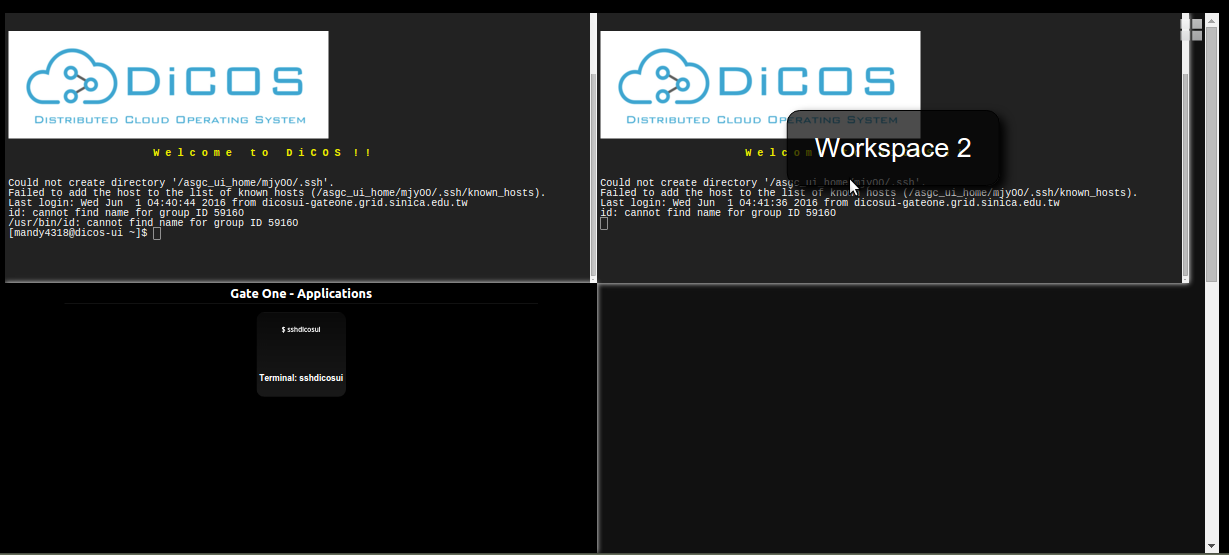 DiCOS
DISTRIBUTED CLOUD OPERATING SYSTEM
Welcome to DiCOS !!
Could not create directory '/asgc_ui_home/mjyOO/.ssh'.
Failed to add the host to the list of known hosts (/asgc_ui_home/mjyOO/.ssh/known_hosts).
Last login: Wed Jun  1 04:40:44 2016 from dicosui-gateone.grid.sinica.edu.tw
id: cannot find name for group ID 5916O
/usr/bin/id: cannot find name for group ID 5916O
[mandy4318@dicos-ui ~]$
DiCOS
DISTRIBUTED CLOUD OPERATING SYSTEM
Workspace 2
Could not create directory '/asgc_ui_home/mjyOO/.ssh'.
Failed to add the host to the list of known hosts (/asgc_ui_home/mjyOO/.ssh/known_hosts).
Last login: Wed Jun  1 04:41:36 2016 from dicosui-gateone.grid.sinica.edu.tw
id: cannot find name for group ID 5916O
Gate One - Applications
$ sshdicosui
Terminal: sshdicosui